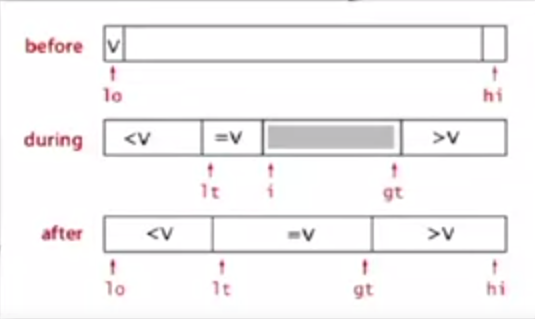 before V
lo hi
during <V =V >V
lt i gt
after <V =V >V
lo lt gt hi